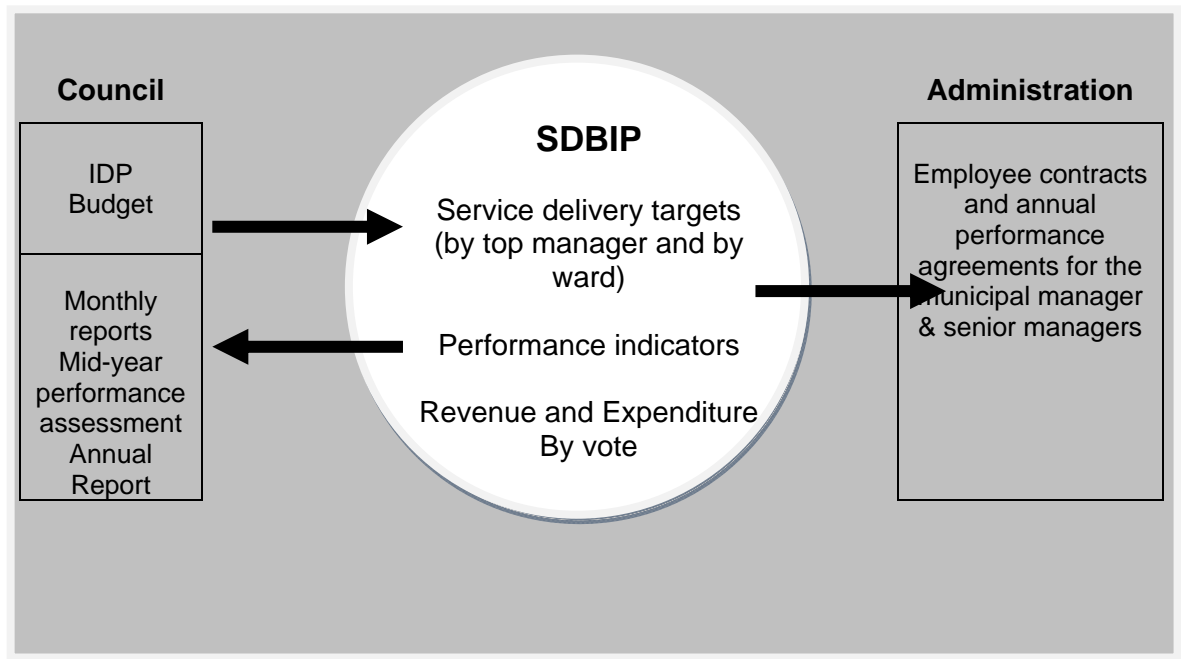 Council
IDP
Budget
Monthly
reports
Mid-year
performance
assessment
Annual
Report
SDBIP
Service delivery targets
(by top manager and by
ward)
Performance indicators
Revenue and Expenditure
By vote
Administration
Employee contracts
and annual
performance
agreements for the
municipal manager
& senior managers